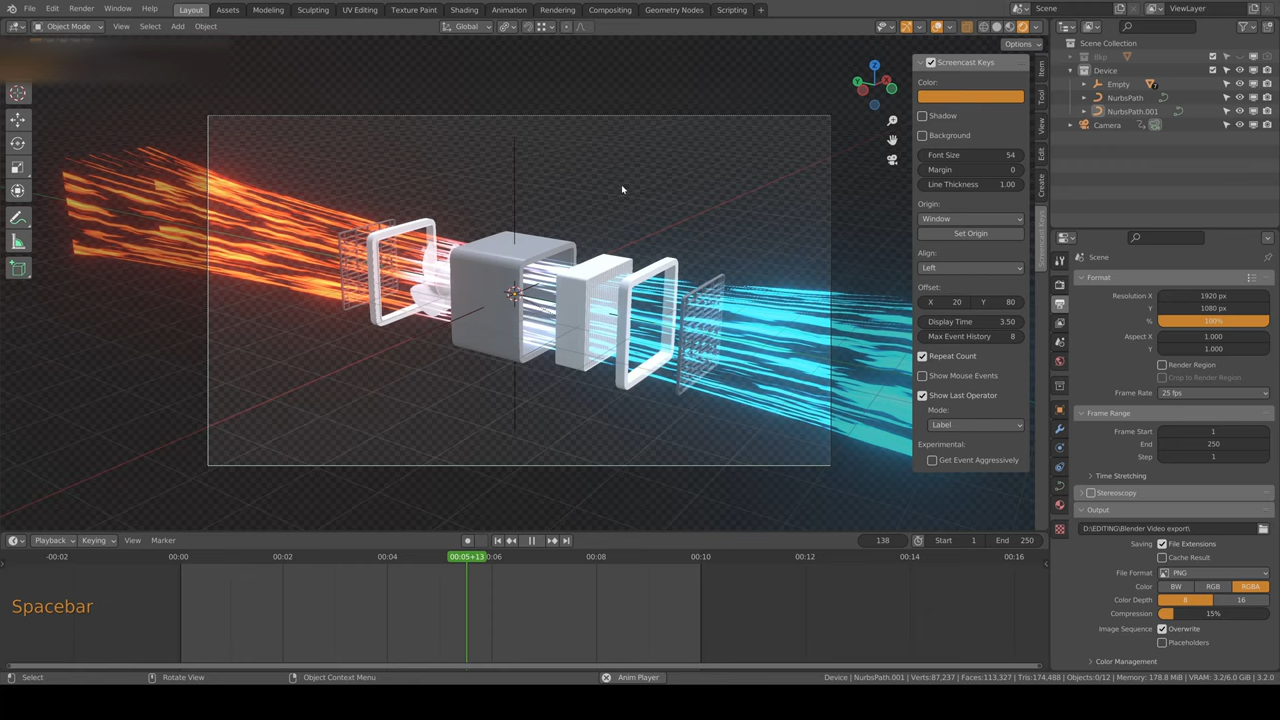 File Edit Render Window Help Layout Assets Modeling Sculpting UV Editing Texture Paint Shading Animation Rendering Compositing Geometry Nodes Scripting + Scene ViewLayer
Object Mode View Select Add Object Global
Options
Screencast Keys
Color:
Shadow
Background
Font Size 54
Margin 0
Line Thickness 1.00
Origin:
Window
Set Origin
Align:
Left
Offset:
X 20 Y 80
Display Time 3.50
Max Event History 8
Repeat Count
Show Mouse Events
Show Last Operator
Mode:
Label
Experimental:
Get Event Aggressively
Item
Tool
View
Edit
Create
Screencast Keys
Z
Y
X
Scene Collection
Bkp
Device
Empty 7
NurbsPath
NurbsPath.001
Camera
Scene
Format
Resolution X 1920 px
Y 1080 px
% 100%
Aspect X 1.000
Y 1.000
Render Region
Crop to Render Region
Frame Rate 25 fps
Frame Range
Frame Start 1
End 250
Step 1
Time Stretching
Stereoscopy
Output
D:\EDITING\Blender Video export\
Saving File Extensions
Cache Result
File Format PNG
Color BW RGB RGBA
Color Depth 8 16
Compression 15%
Image Sequence Overwrite
Placeholders
Color Management
Playback Keying View Marker 138 Start 1 End 250
-00:02 00:00 00:02 00:04 00:05+13 0:06 00:08 00:10 00:12 00:14 00:16
Spacebar
Select Rotate View Object Context Menu Anim Player Device | NurbsPath.001 | Verts:87,237 | Faces:113,327 | Tris:174,488 | Objects:0/12 | Memory: 178.8 MiB | VRAM: 3.2/6.0 GiB | 3.2.0